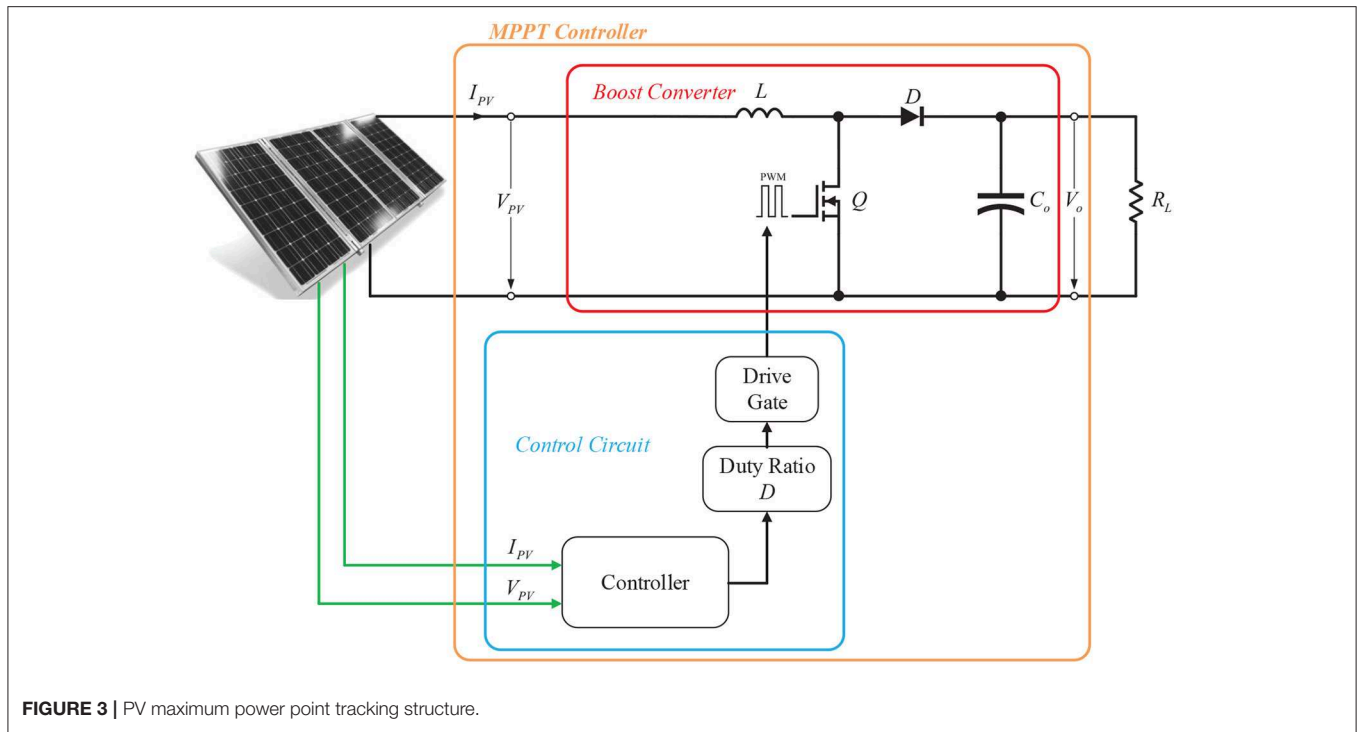 MPPT Controller
Boost Converter
L
D
I_PV
V_PV
PWM
Q
C_o
V_o
R_L
Drive
Gate
Control Circuit
Duty Ratio
D
I_PV
V_PV
Controller
FIGURE 3 | PV maximum power point tracking structure.